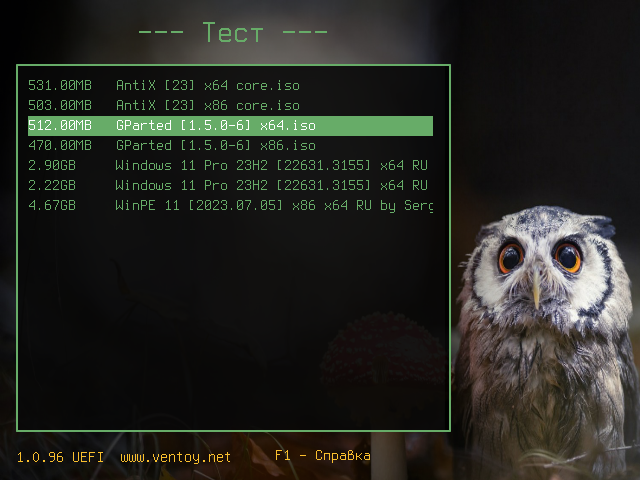 --- Тест ---
531.00MB AntiX [23] x64 core.iso
503.00MB AntiX [23] x86 core.iso
512.00MB GParted [1.5.0-6] x64.iso
470.00MB GParted [1.5.0-6] x86.iso
2.90GB Windows 11 Pro 23H2 [22631.3155] x64 RU
2.22GB Windows 11 Pro 23H2 [22631.3155] x64 RU
4.67GB WinPE 11 [2023.07.05] x86 x64 RU by Serg
1.0.96 UEFI www.ventoy.net F1 - Справка